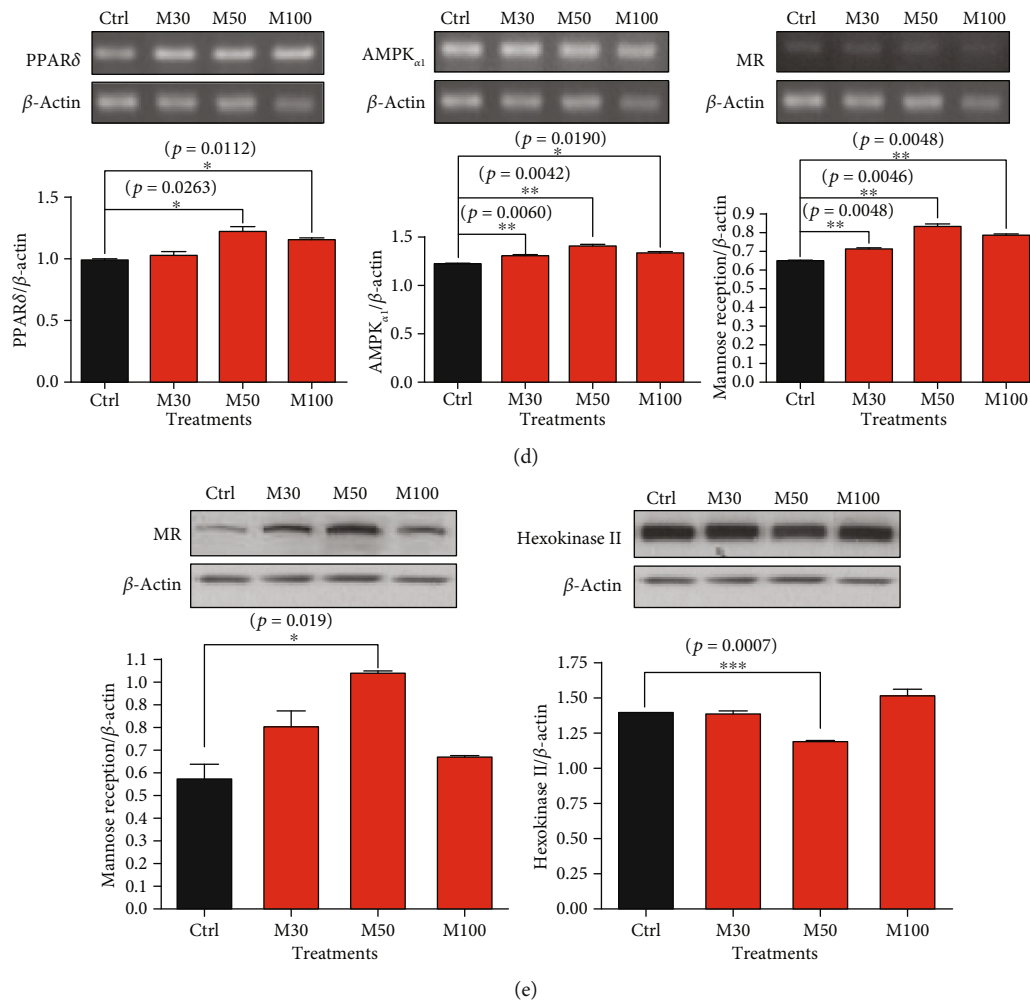 Ctrl M30 M50 M100
PPARδ
β-Actin
(p = 0.0112)
*
(p = 0.0263)
*
PPARδ/β-actin
1.5
1.0
0.5
0.0
Ctrl M30 M50 M100
Treatments
Ctrl M30 M50 M100
AMPKα1
β-Actin
(p = 0.0190)
*
(p = 0.0042)
**
(p = 0.0060)
**
AMPKα1/β-actin
1.5
1.0
0.5
0.0
Ctrl M30 M50 M100
Treatments
Ctrl M30 M50 M100
MR
β-Actin
(p = 0.0048)
**
(p = 0.0046)
**
(p = 0.0048)
**
Mannose reception/β-actin
0.9
0.8
0.7
0.6
0.5
0.4
0.3
0.2
0.1
0.0
Ctrl M30 M50 M100
Treatments
(d)
Ctrl M30 M50 M100
MR
β-Actin
(p = 0.019)
*
Mannose reception/β-actin
1.1
1.0
0.8
0.8
0.7
0.6
0.5
0.4
0.3
0.2
0.1
0.0
Ctrl M30 M50 M100
Treatments
Ctrl M30 M50 M100
Hexokinase II
β-Actin
(p = 0.0007)
***
Hexokinase II/β-actin
1.75
1.50
1.25
1.25
0.75
0.50
0.25
0.00
Ctrl M30 M50 M100
Treatments
(e)